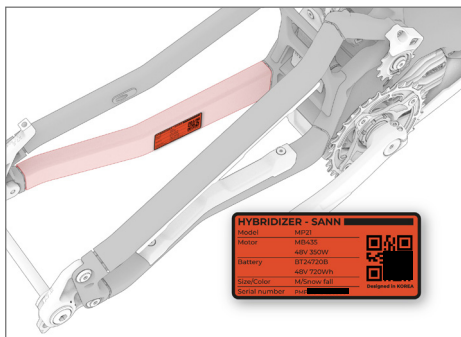 HYBRIDIZER - SANN
Model MP21
Motor MB435
48V 350W
Battery BT24720B
48V 720Wh
Size/Color M/Snow fall
Serial number PMP
Designed in KOREA